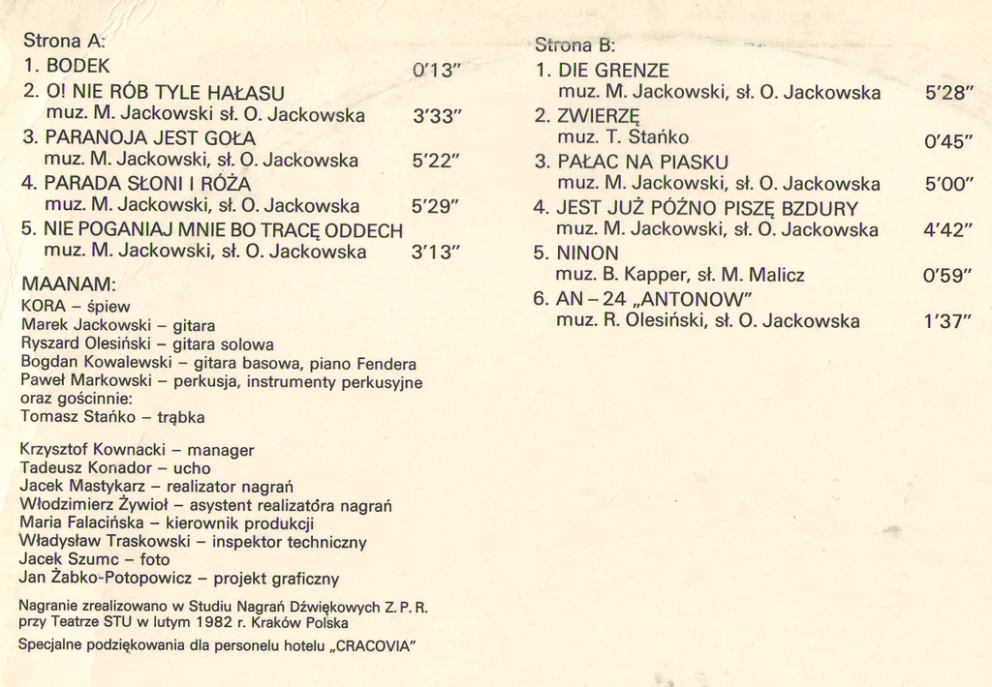 Strona A:
1. BODEK 0'13"
2. O! NIE RÓB TYLE HAŁASU
muz. M. Jackowski sł. O. Jackowska 3'33"
3. PARANOJA JEST GOŁA
muz. M. Jackowski, sł. O. Jackowska 5'22"
4. PARADA SŁONI I RÓŻA
muz. M. Jackowski, sł. O. Jackowska 5'29"
5. NIE POGANIAJ MNIE BO TRACĘ ODDECH
muz. M. Jackowski, sł. O. Jackowska 3'13"
MAANAM:
KORA – śpiew
Marek Jackowski – gitara
Ryszard Olesiński – gitara solowa
Bogdan Kowalewski – gitara basowa, piano Fendera
Paweł Markowski – perkusja, instrumenty perkusyjne
oraz gościnnie:
Tomasz Stańko – trąbka
Krzysztof Kownacki – manager
Tadeusz Konador – ucho
Jacek Mastykarz – realizator nagrań
Włodzimierz Żywioł – asystent realizatóra nagrań
Maria Falacińska – kierownik produkcji
Władysław Traskowski – inspektor techniczny
Jacek Szumc – foto
Jan Żabko-Potopowicz – projekt graficzny
Nagranie zrealizowano w Studiu Nagrań Dźwiękowych Z. P. R.
przy Teatrze STU w lutym 1982 r. Kraków Polska
Specjalne podziękowania dla personelu hotelu „CRACOVIA”
Strona B:
1. DIE GRENZE
muz. M. Jackowski, sł. O. Jackowska 5'28"
2. ZWIERZĘ
muz. T. Stańko 0'45"
3. PAŁAC NA PIASKU
muz. M. Jackowski, sł. O. Jackowska 5'00"
4. JEST JUŻ PÓŹNO PISZĘ BZDURY
muz. M. Jackowski, sł. O. Jackowska 4'42"
5. NINON
muz. B. Kapper, sł. M. Malicz 0'59"
6. AN – 24 „ANTONOW”
muz. R. Olesiński, sł. O. Jackowska 1'37"